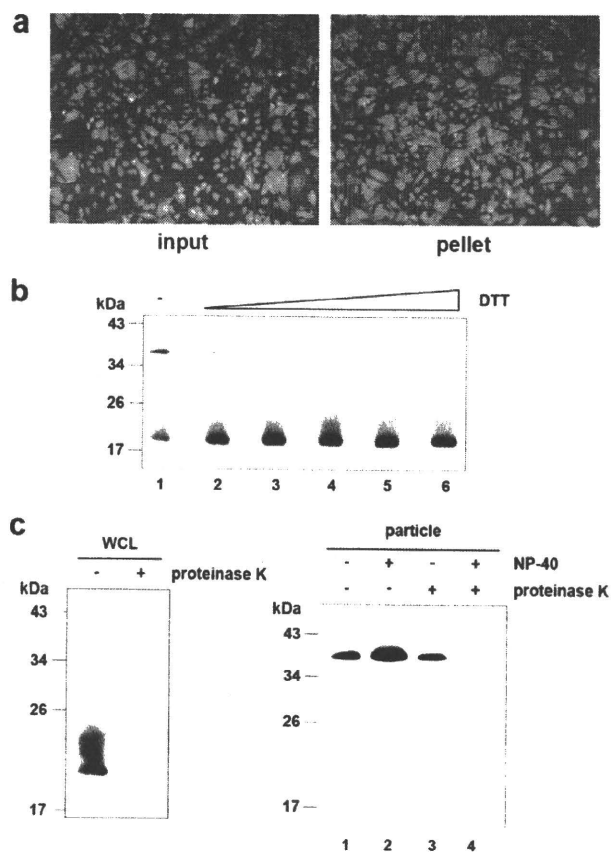 a
input pellet
b
- DTT
kDa
43
34
26
17
1 2 3 4 5 6
c
WCL
- + proteinase K
kDa
43
34
26
17
particle
- + - + NP-40
- - + + proteinase K
kDa
43
34
26
17
1 2 3 4